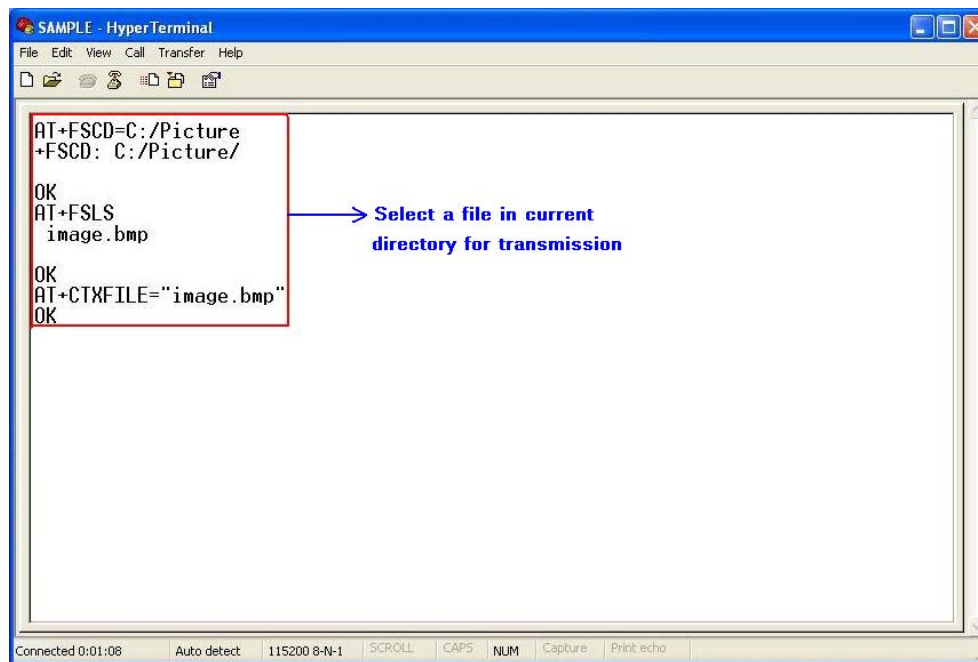 SAMPLE - HyperTerminal
File Edit View Call Transfer Help
AT+FSCD=C:/Picture
+FSCD: C:/Picture/
OK
AT+FSLS
image.bmp
OK
AT+CTXFILE="image.bmp"
OK
Select a file in current
directory for transmission
Connected 0:01:08 Auto detect 115200 8-N-1 SCROLL CAPS NUM Capture Print echo